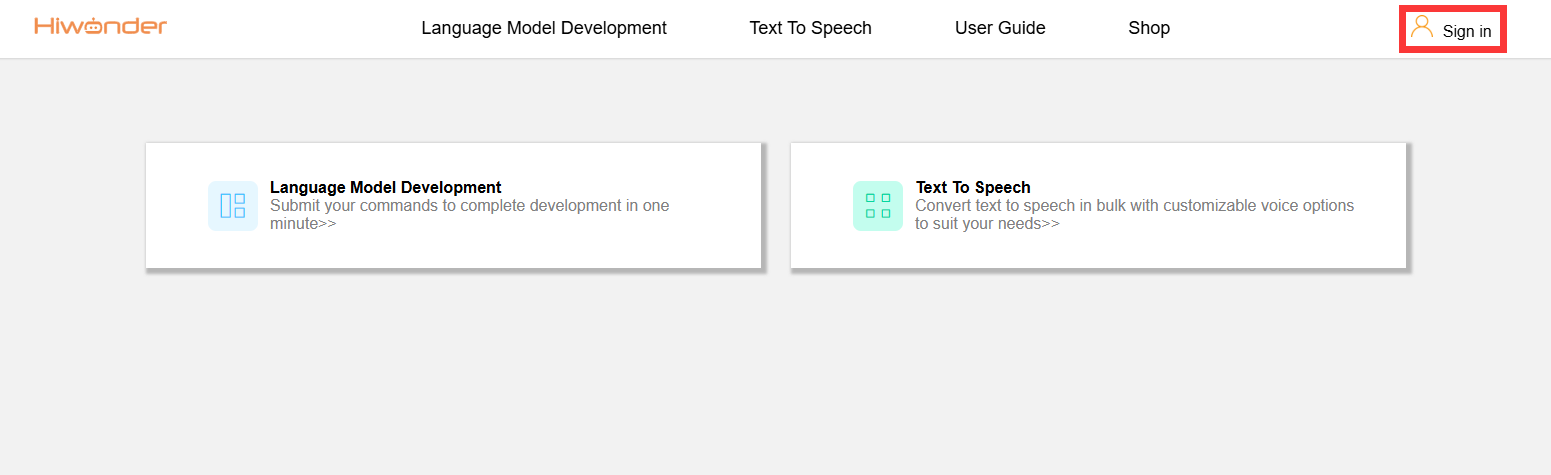 Hiwonder
Language Model Development
Text To Speech
User Guide
Shop
Sign in
Language Model Development
Submit your commands to complete development in one
minute>>
Text To Speech
Convert text to speech in bulk with customizable voice options
to suit your needs>>